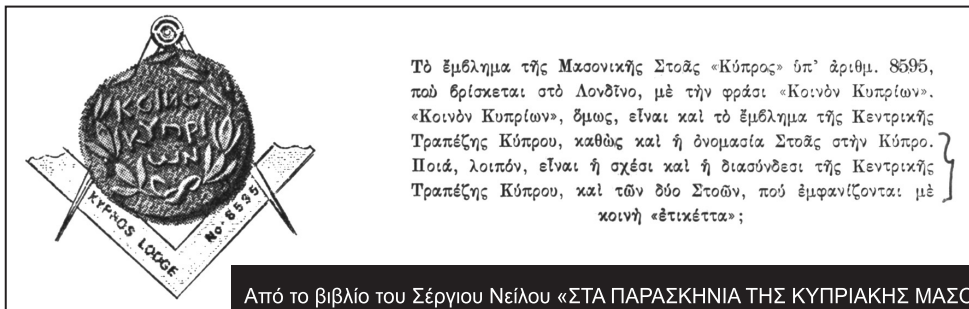 ΚΟΙΝΟ
ΚΥΠΡΙ
ΩΝ
KYPROS LODGE
No. 8595
Τὸ ἔμβλημα τῆς Μασονικῆς Στοᾶς «Κύπρος» ὑπ' ἀριθμ. 8595,
ποὺ βρίσκεται στὸ Λονδῖνο, μὲ τὴν φράσι «Κοινὸν Κυπρίων».
«Κοινὸν Κυπρίων», ὅμως, εἶναι καὶ τὸ ἔμβλημα τῆς Κεντρικῆς
Τραπέζης Κύπρου, καθὼς καὶ ἡ ὀνομασία Στοᾶς στὴν Κύπρο.
Ποιά, λοιπόν, εἶναι ἡ σχέσι καὶ ἡ διασύνδεσι τῆς Κεντρικῆς
Τραπέζης Κύπρου, καὶ τῶν δύο Στοῶν, ποὺ ἐμφανίζονται μὲ
κοινὴ «ἐτικέττα»;
Από το βιβλίο του Σέργιου Νείλου «ΣΤΑ ΠΑΡΑΣΚΗΝΙΑ ΤΗΣ ΚΥΠΡΙΑΚΗΣ ΜΑΣΟ